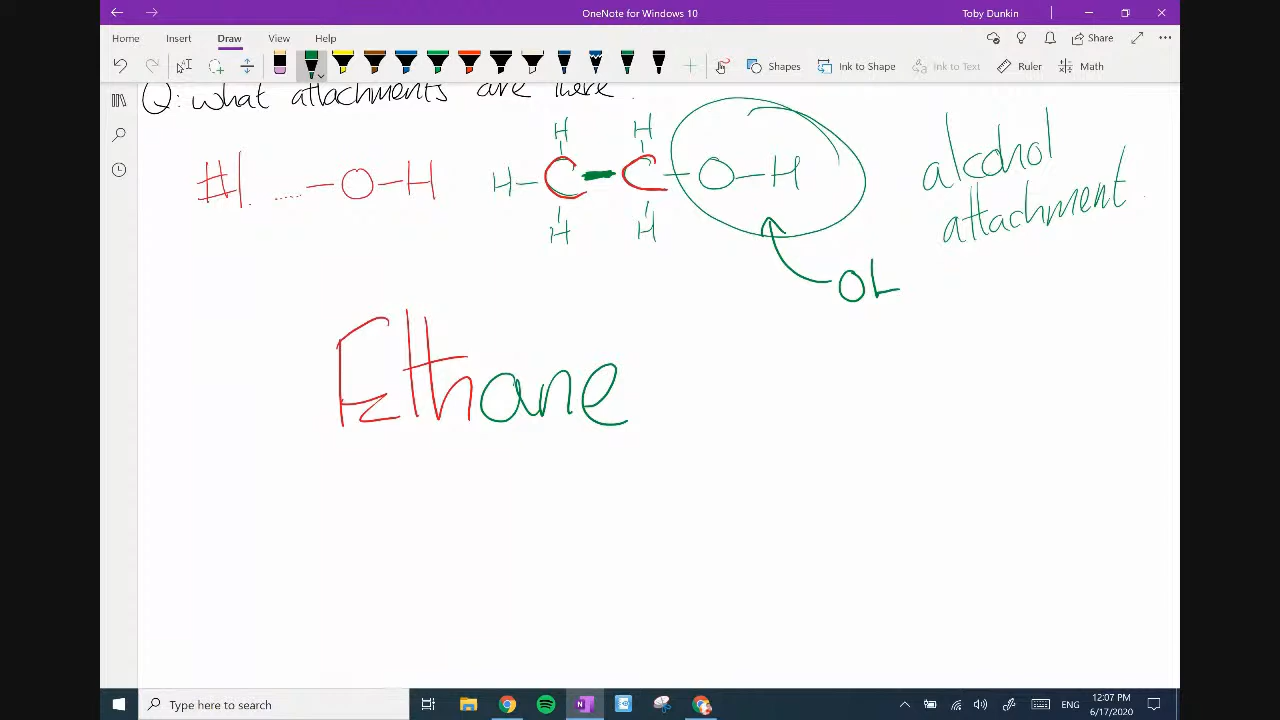 OneNote for Windows 10
Toby Dunkin
Home Insert Draw View Help
Share
Shapes Ink to Shape Ink to Text Ruler Math
Q: What attachments are there.
H H
#1. ..... —O—H H—C—C—O—H alcohol
H H attachment
OL
Ethane
Type here to search
ENG
12:07 PM
6/17/2020